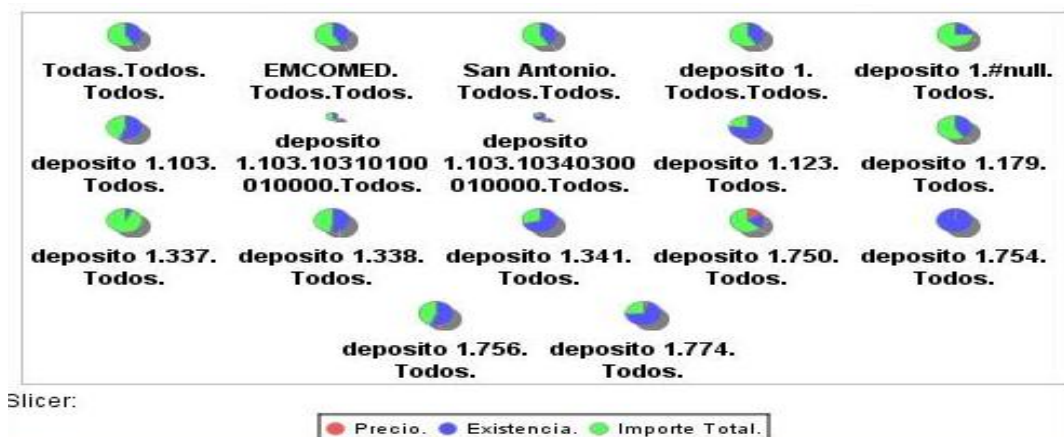 Todas.Todos. EMCOMED. San Antonio. deposito 1. deposito 1.#null.
Todos. Todos.Todos. Todos.Todos. Todos.Todos. Todos.
deposito 1.103. deposito deposito deposito 1.123. deposito 1.179.
Todos. 1.103.10310100 1.103.10340300 Todos. Todos.
010000.Todos. 010000.Todos.
deposito 1.337. deposito 1.338. deposito 1.341. deposito 1.750. deposito 1.754.
Todos. Todos. Todos. Todos. Todos.
deposito 1.756. deposito 1.774.
Todos. Todos.
Slicer:
Precio. Existencia. Importe Total.